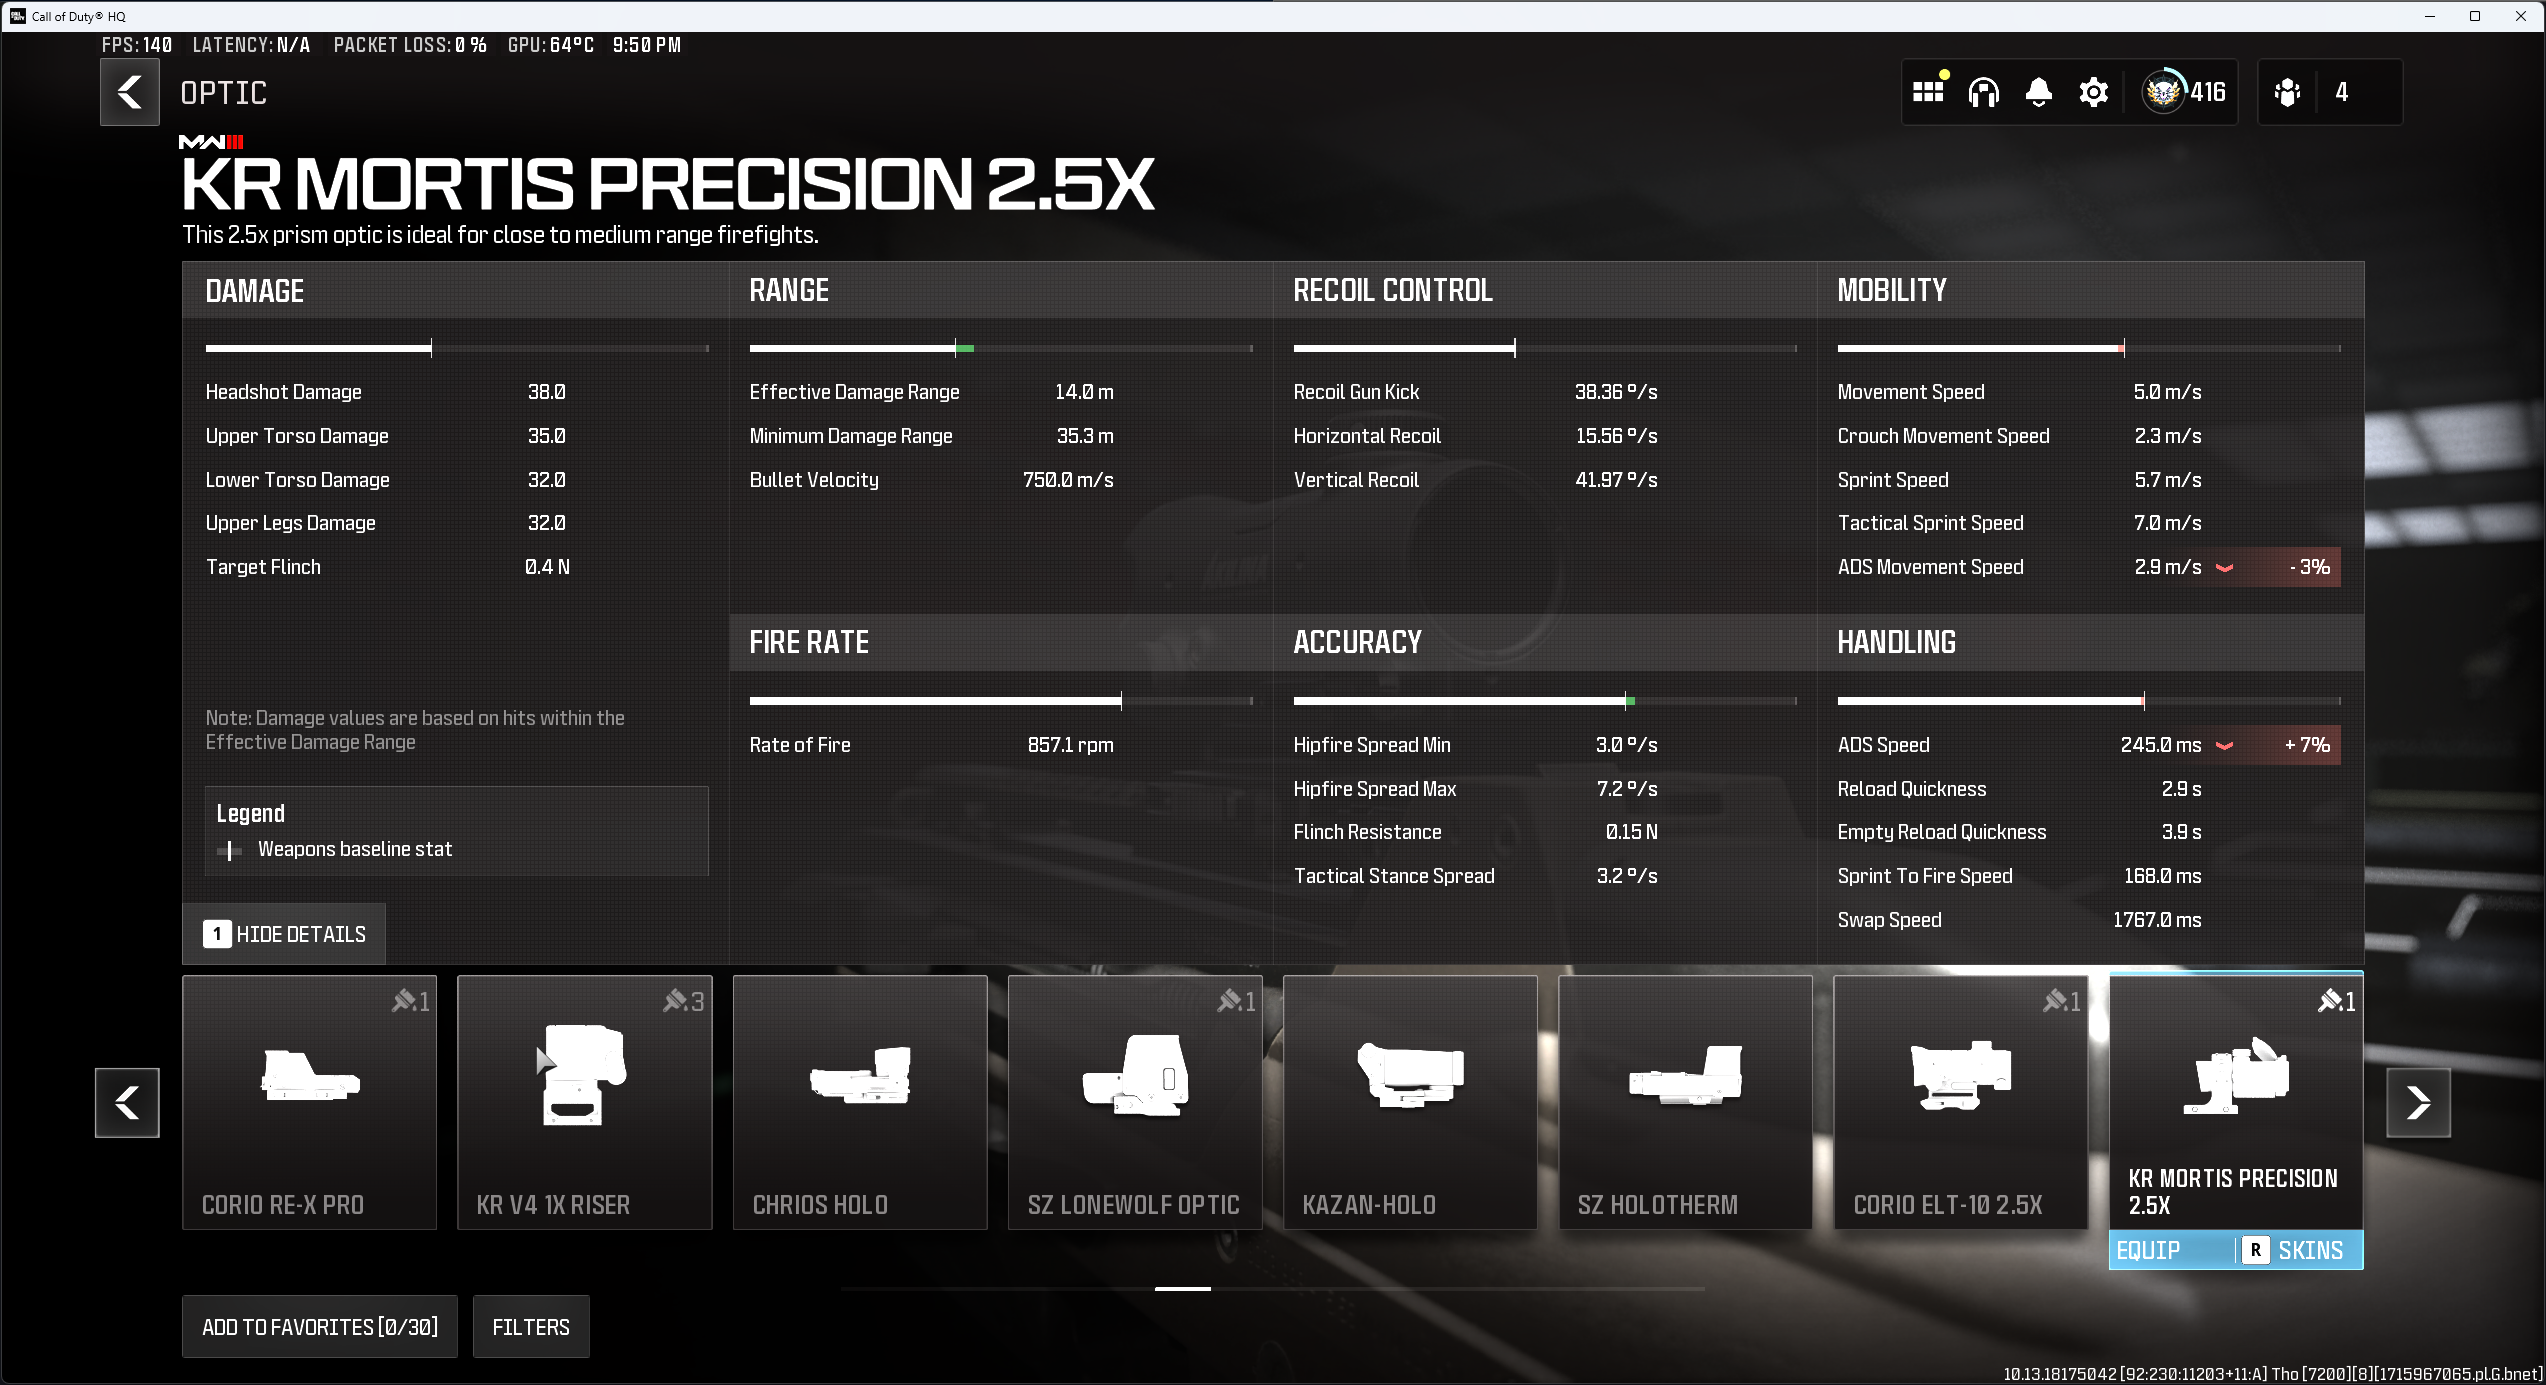 Call of Duty® HQ
FPS: 140 LATENCY: N/A PACKET LOSS: 0 % GPU: 64°C 9:50 PM
OPTIC
416
4
MWIII
KR MORTIS PRECISION 2.5X
This 2.5x prism optic is ideal for close to medium range firefights.
DAMAGE
Headshot Damage 38.0
Upper Torso Damage 35.0
Lower Torso Damage 32.0
Upper Legs Damage 32.0
Target Flinch 0.4 N
Note: Damage values are based on hits within the
Effective Damage Range
Legend
Weapons baseline stat
1 HIDE DETAILS
RANGE
Effective Damage Range 14.0 m
Minimum Damage Range 35.3 m
Bullet Velocity 750.0 m/s
FIRE RATE
Rate of Fire 857.1 rpm
RECOIL CONTROL
Recoil Gun Kick 38.36 º/s
Horizontal Recoil 15.56 º/s
Vertical Recoil 41.97 º/s
ACCURACY
Hipfire Spread Min 3.0 º/s
Hipfire Spread Max 7.2 º/s
Flinch Resistance 0.15 N
Tactical Stance Spread 3.2 º/s
MOBILITY
Movement Speed 5.0 m/s
Crouch Movement Speed 2.3 m/s
Sprint Speed 5.7 m/s
Tactical Sprint Speed 7.0 m/s
ADS Movement Speed 2.9 m/s - 3%
HANDLING
ADS Speed 245.0 ms + 7%
Reload Quickness 2.9 s
Empty Reload Quickness 3.9 s
Sprint To Fire Speed 168.0 ms
Swap Speed 1767.0 ms
1
CORIO RE-X PRO
3
KR V4 1X RISER
CHRIOS HOLO
1
SZ LONEWOLF OPTIC
KAZAN-HOLO
SZ HOLOTHERM
1
CORIO ELT-10 2.5X
1
KR MORTIS PRECISION
2.5X
EQUIP R SKINS
ADD TO FAVORITES [0/30]
FILTERS
10.13.18175042 [92:230:11203+11:A] Tho [7200][8][1715967065.pl.G.bnet]